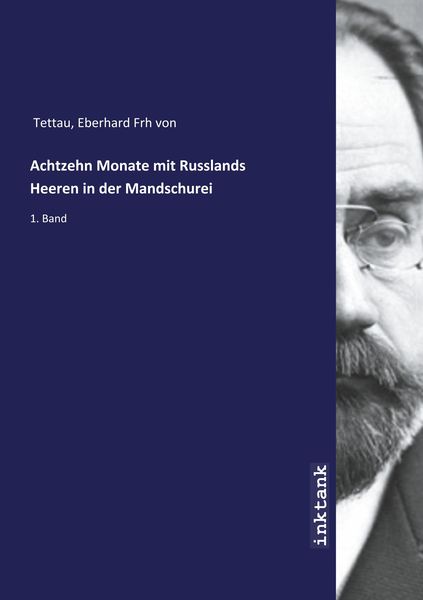 Tettau, Eberhard Frh von
Achtzehn Monate mit Russlands
Heeren in der Mandschurei
1. Band
inktank